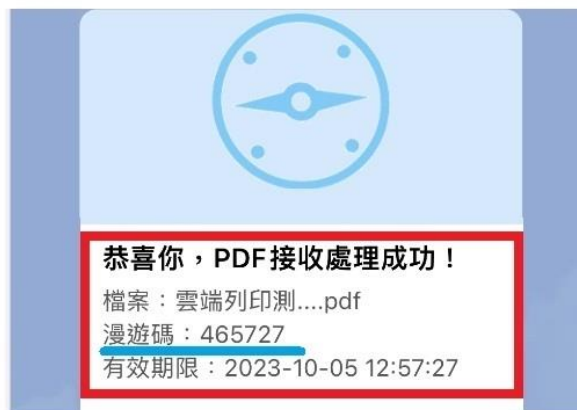 恭喜你，PDF接收處理成功！
檔案：雲端列印測....pdf
漫遊碼：465727
有效期限：2023-10-05 12:57:27